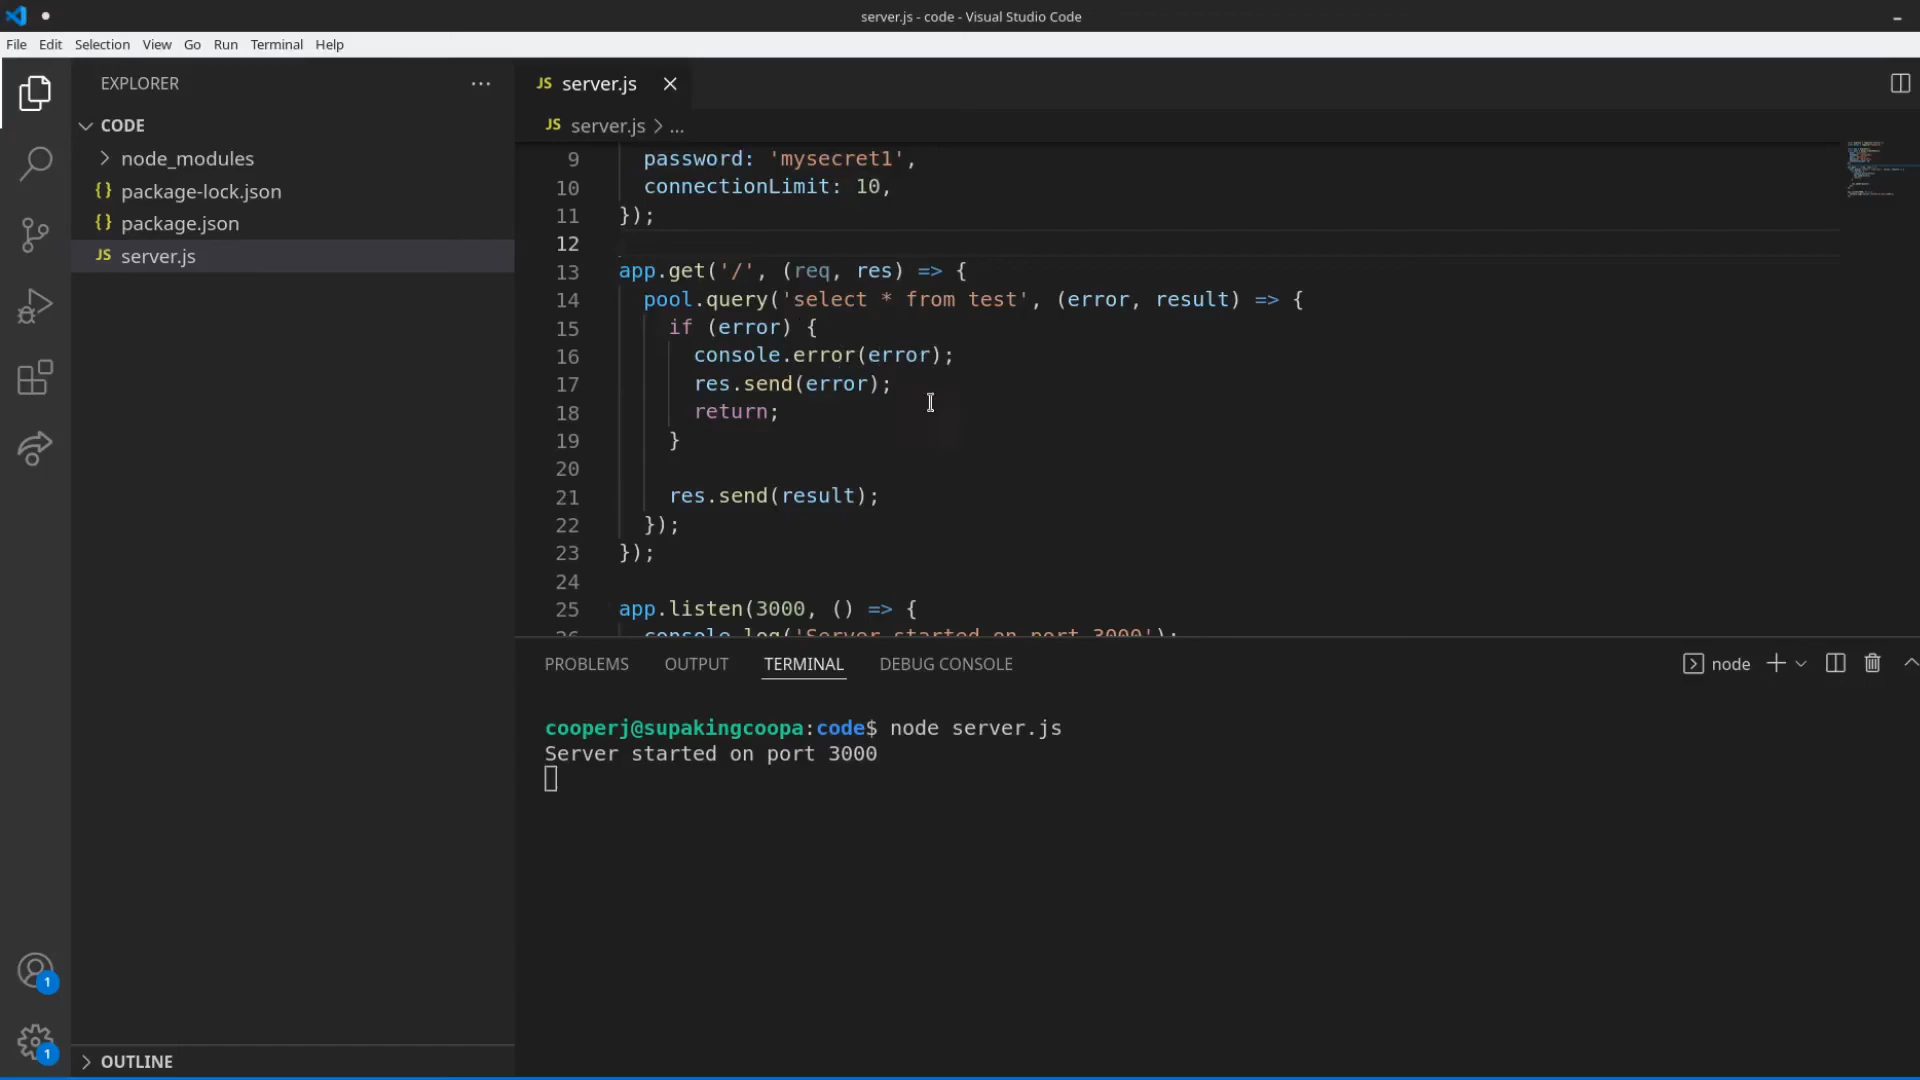 server.js - code - Visual Studio Code
File Edit Selection View Go Run Terminal Help
EXPLORER
CODE
node_modules
{} package-lock.json
{} package.json
JS server.js
OUTLINE
1
1
JS server.js
JS server.js > ...
9 password: 'mysecret1',
10 connectionLimit: 10,
11 });
12
13 app.get('/', (req, res) => {
14 pool.query('select * from test', (error, result) => {
15 if (error) {
16 console.error(error);
17 res.send(error);
18 return;
19 }
20
21 res.send(result);
22 });
23 });
24
25 app.listen(3000, () => {
26 console.log('Server started on port 3000');
PROBLEMS OUTPUT TERMINAL DEBUG CONSOLE
node
cooperj@supakingcoopa:code$ node server.js
Server started on port 3000